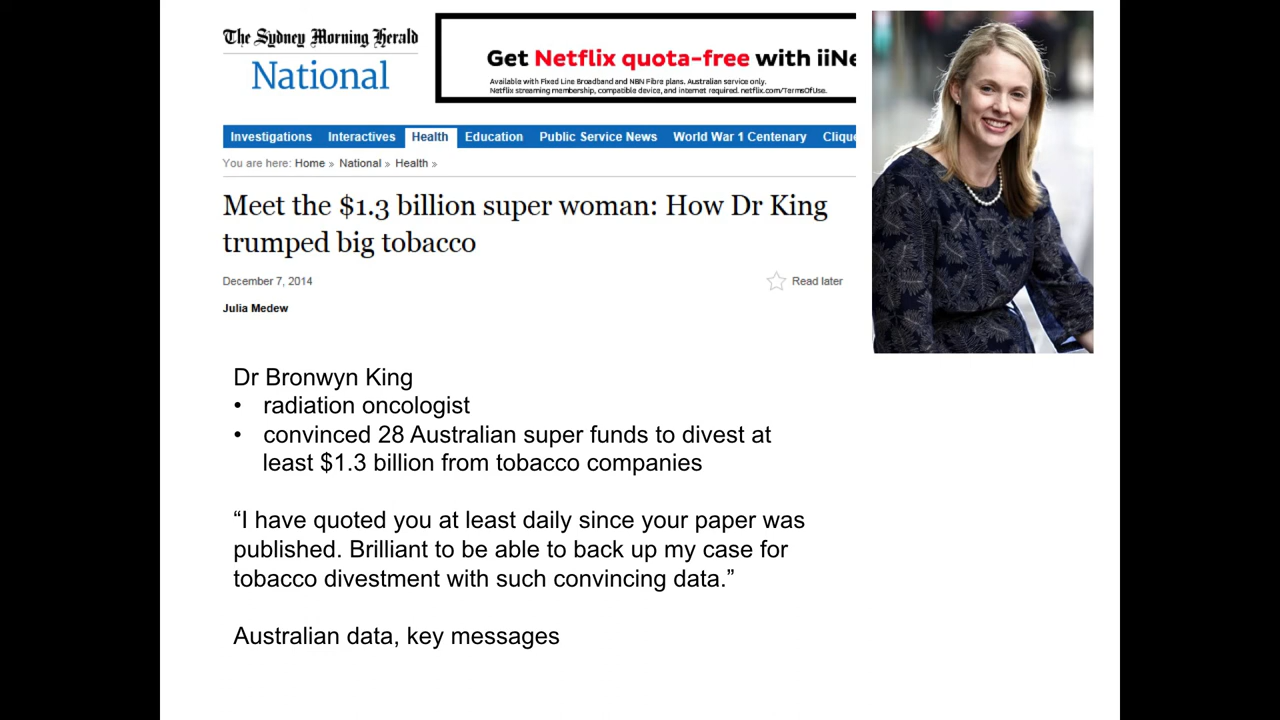 The Sydney Morning Herald
National
Get Netflix quota-free with iiNe
Available with Fixed Line Broadband and NBN Fibre plans. Australian service only.
Netflix streaming membership, compatible device, and internet required. netflix.com/TermsOfUse.
Investigations Interactives Health Education Public Service News World War 1 Centenary Clique
You are here: Home » National » Health »
Meet the $1.3 billion super woman: How Dr King
trumped big tobacco
December 7, 2014
Read later
Julia Medew
Dr Bronwyn King
• radiation oncologist
• convinced 28 Australian super funds to divest at
least $1.3 billion from tobacco companies
“I have quoted you at least daily since your paper was
published. Brilliant to be able to back up my case for
tobacco divestment with such convincing data.”
Australian data, key messages